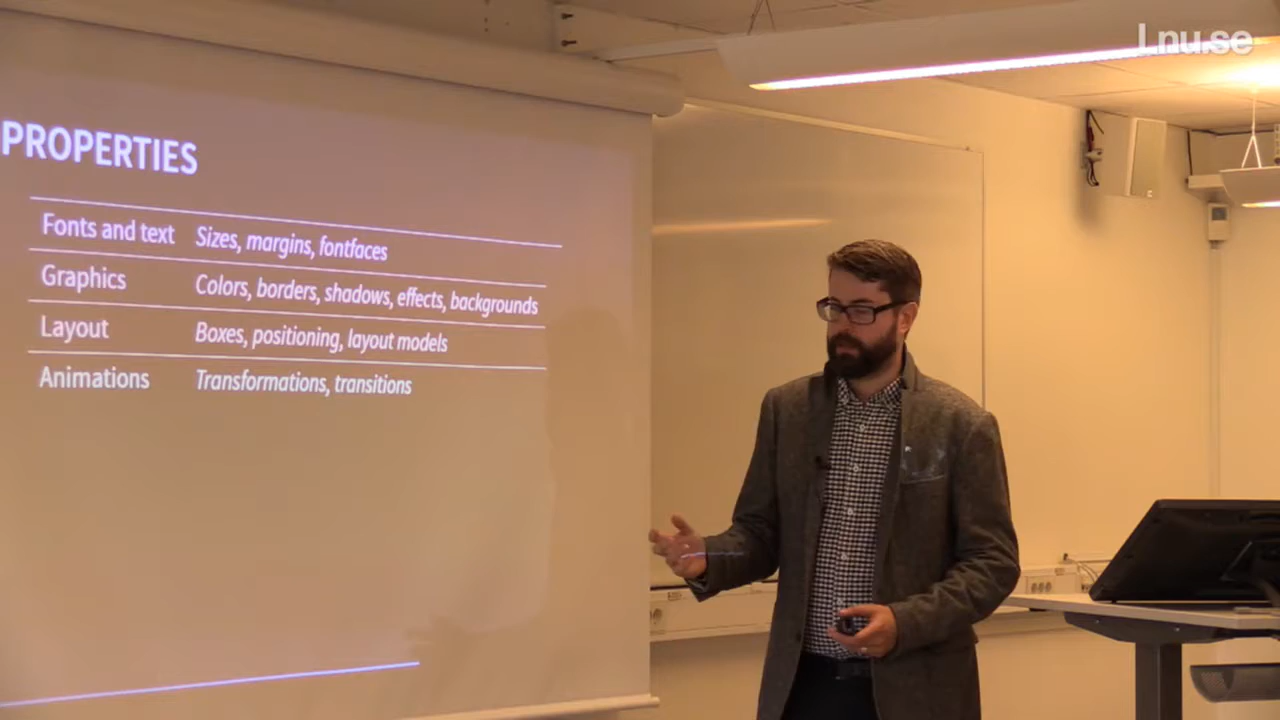 Lnu.se
PROPERTIES
Fonts and text Sizes, margins, fontfaces
Graphics Colors, borders, shadows, effects, backgrounds
Layout Boxes, positioning, layout models
Animations Transformations, transitions